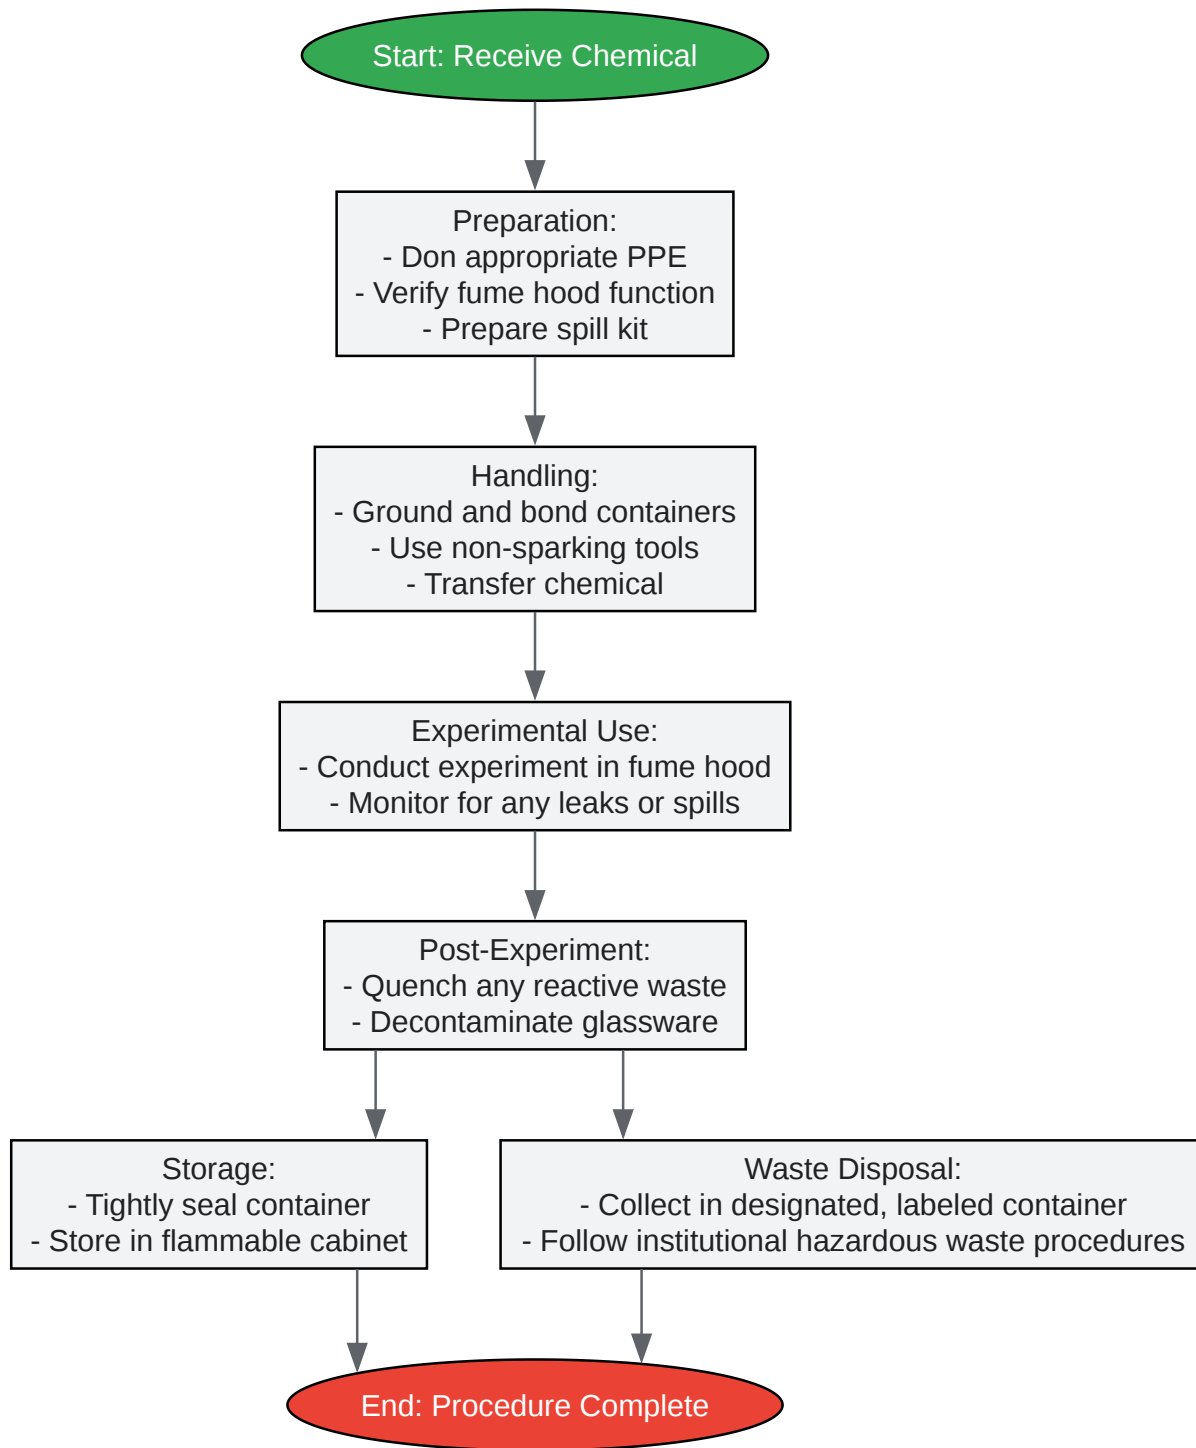 Start: Receive Chemical
Preparation:
- Don appropriate PPE
- Verify fume hood function
- Prepare spill kit
Handling:
- Ground and bond containers
- Use non-sparking tools
- Transfer chemical
Experimental Use:
- Conduct experiment in fume hood
- Monitor for any leaks or spills
Post-Experiment:
- Quench any reactive waste
- Decontaminate glassware
Storage:
- Tightly seal container
- Store in flammable cabinet
Waste Disposal:
- Collect in designated, labeled container
- Follow institutional hazardous waste procedures
End: Procedure Complete